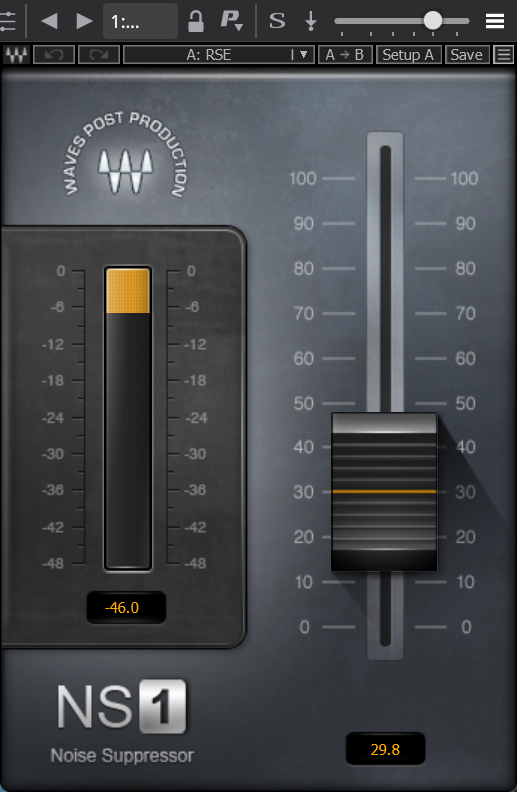 1:...
P
S
A: RSE
A → B
Setup A
Save
WAVES POST PRODUCTION
0 0
-6 -6
-12 -12
-18 -18
-24 -24
-30 -30
-36 -36
-42 -42
-48 -48
-46.0
100 100
90 90
80 80
70 70
60 60
50 50
40 40
30 30
20 20
10 10
0 0
NS1
Noise Suppressor
29.8